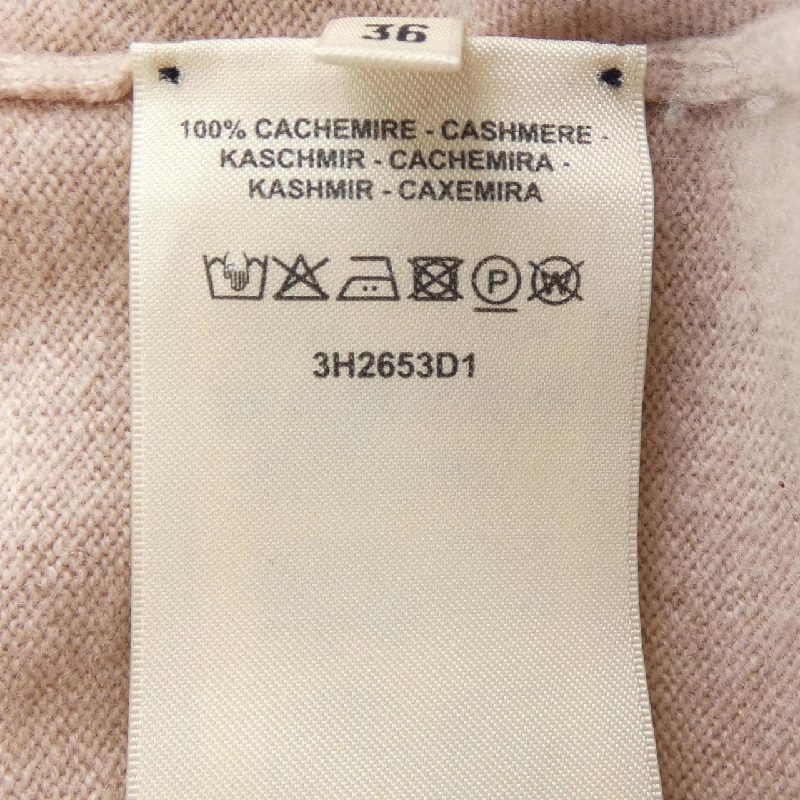 36
100% CACHEMIRE - CASHMERE -
KASCHMIR - CACHEMIRA -
KASHMIR - CAXEMIRA
P W
3H2653D1